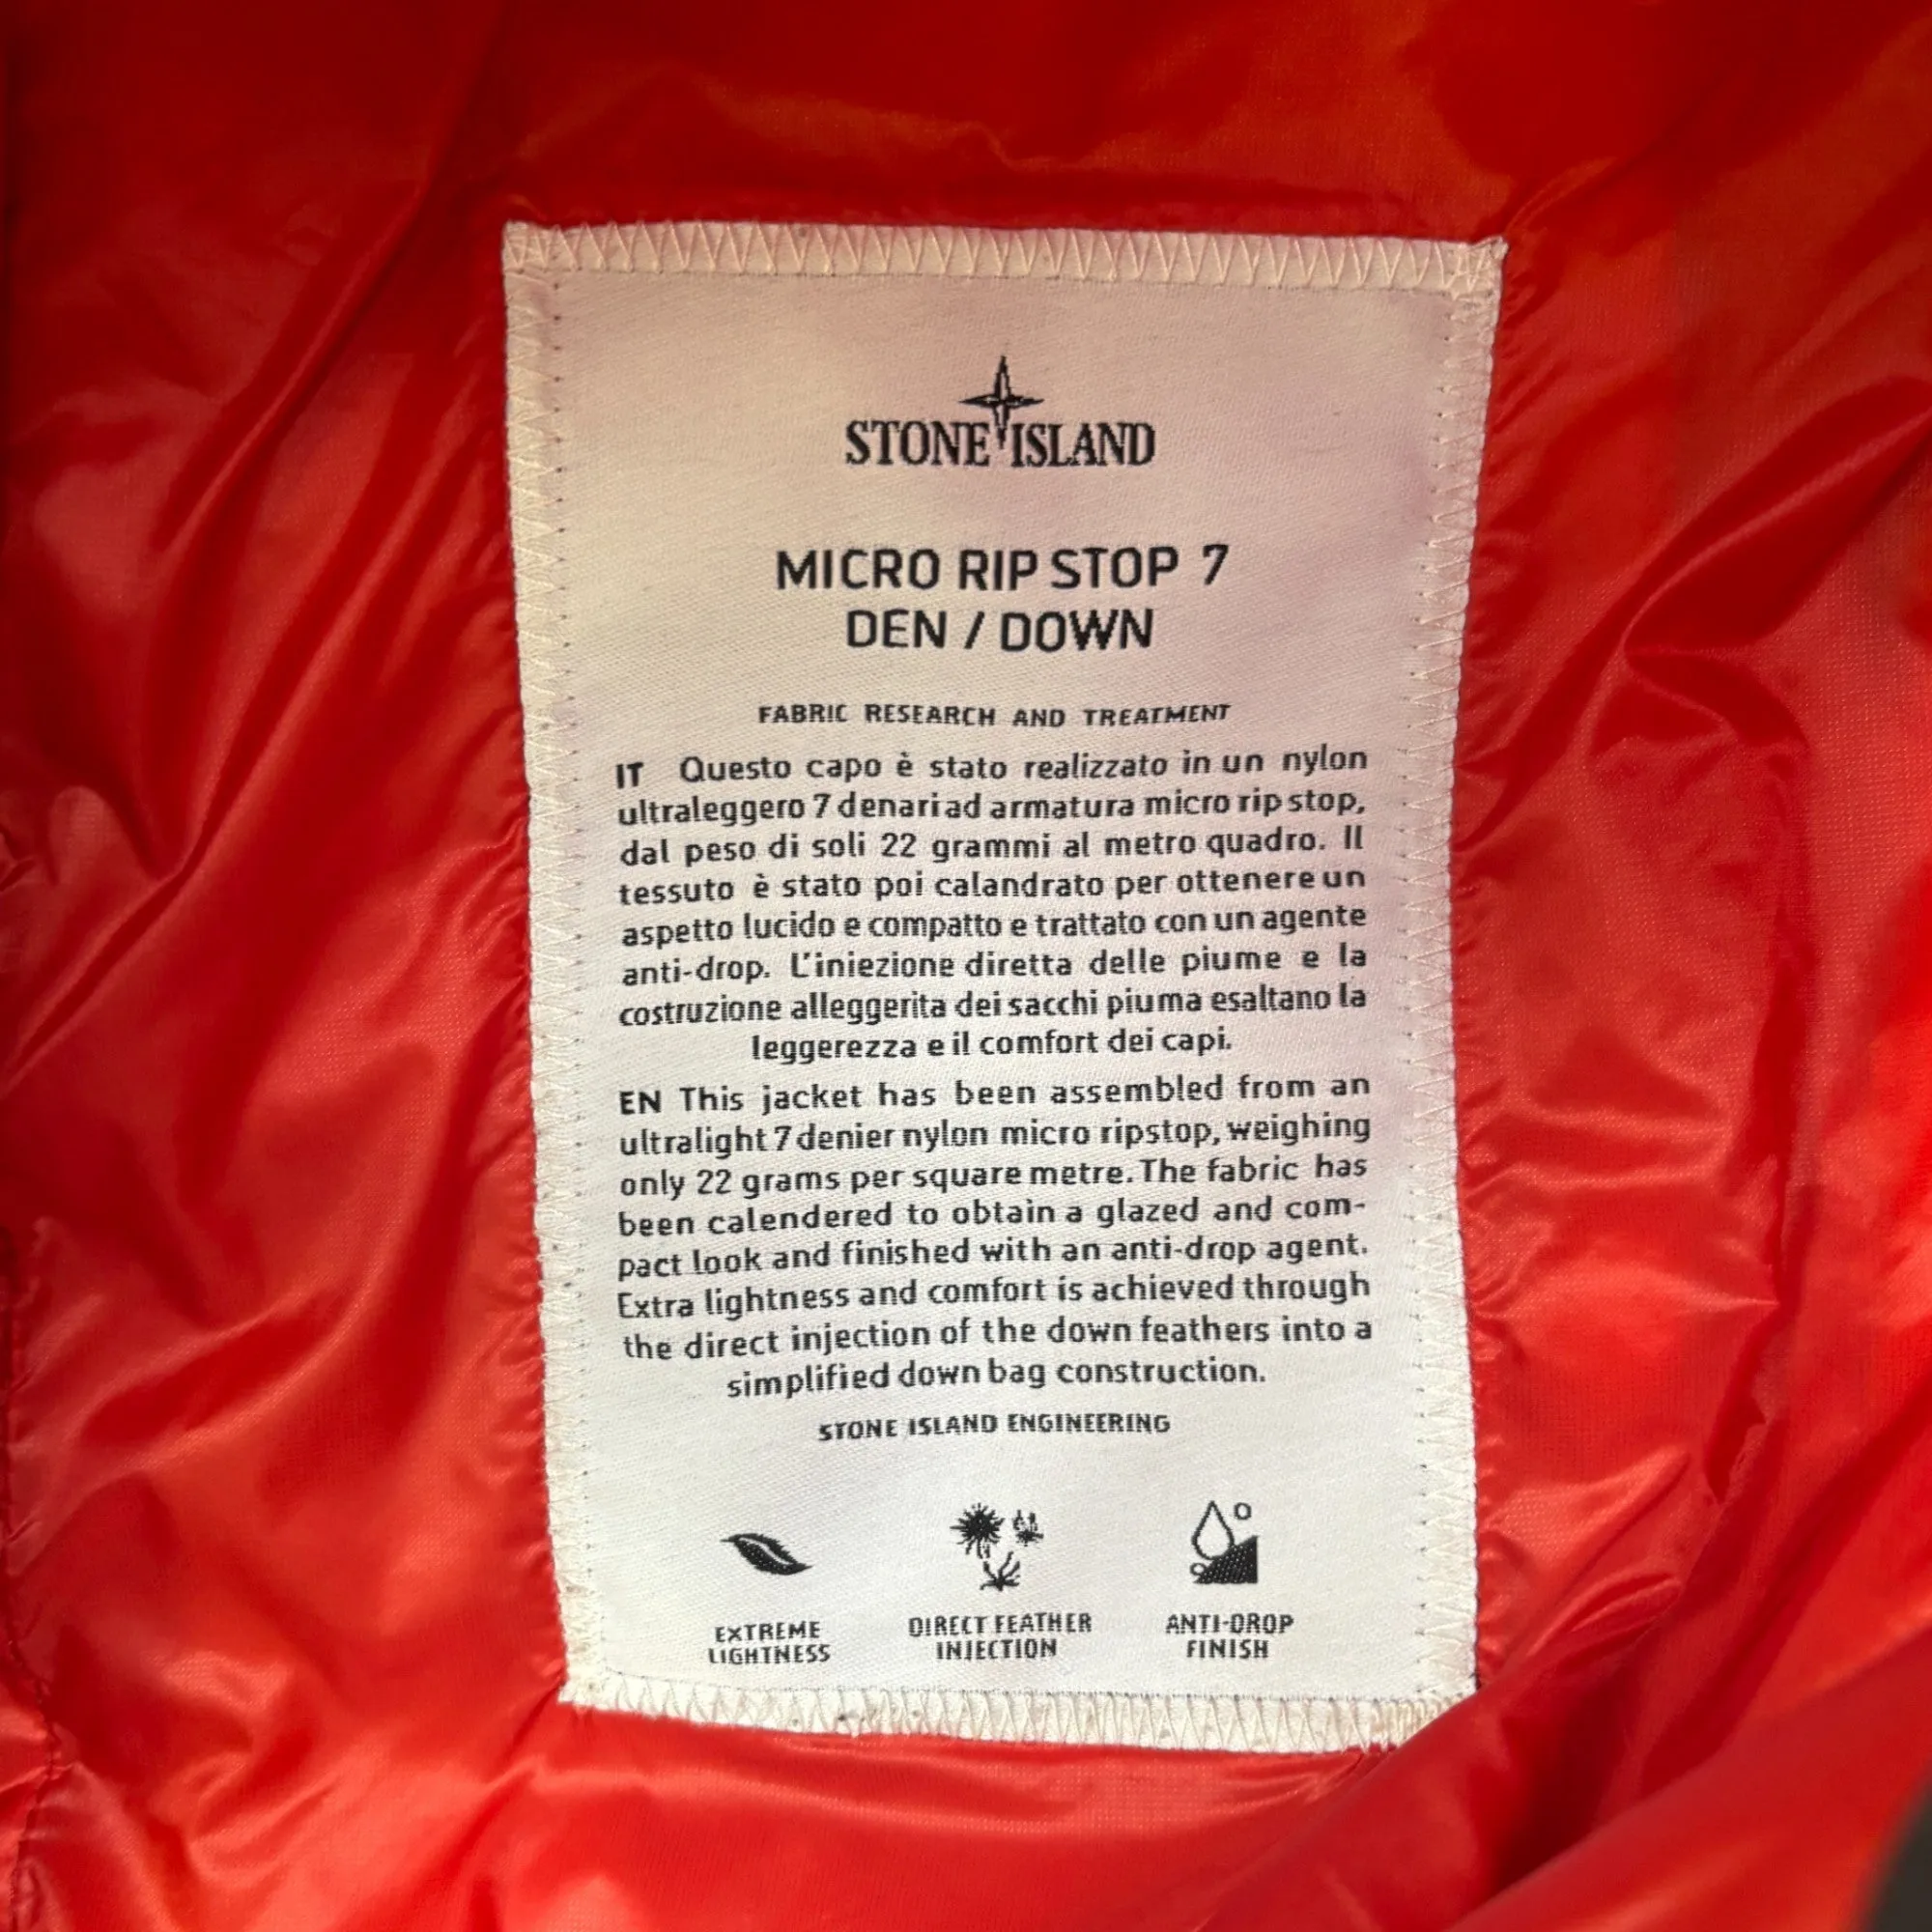 STONE ISLAND
MICRO RIP STOP 7
DEN / DOWN
FABRIC RESEARCH AND TREATMENT
IT Questo capo è stato realizzato in un nylon
ultraleggero 7 denari ad armatura micro rip stop,
dal peso di soli 22 grammi al metro quadro. Il
tessuto è stato poi calandrato per ottenere un
aspetto lucido e compatto e trattato con un agente
anti-drop. L'iniezione diretta delle piume e la
costruzione alleggerita dei sacchi piuma esaltano la
leggerezza e il comfort dei capi.
EN This jacket has been assembled from an
ultralight 7 denier nylon micro ripstop, weighing
only 22 grams per square metre. The fabric has
been calendered to obtain a glazed and com-
pact look and finished with an anti-drop agent.
Extra lightness and comfort is achieved through
the direct injection of the down feathers into a
simplified down bag construction.
STONE ISLAND ENGINEERING
EXTREME
LIGHTNESS
DIRECT FEATHER
INJECTION
ANTI-DROP
FINISH